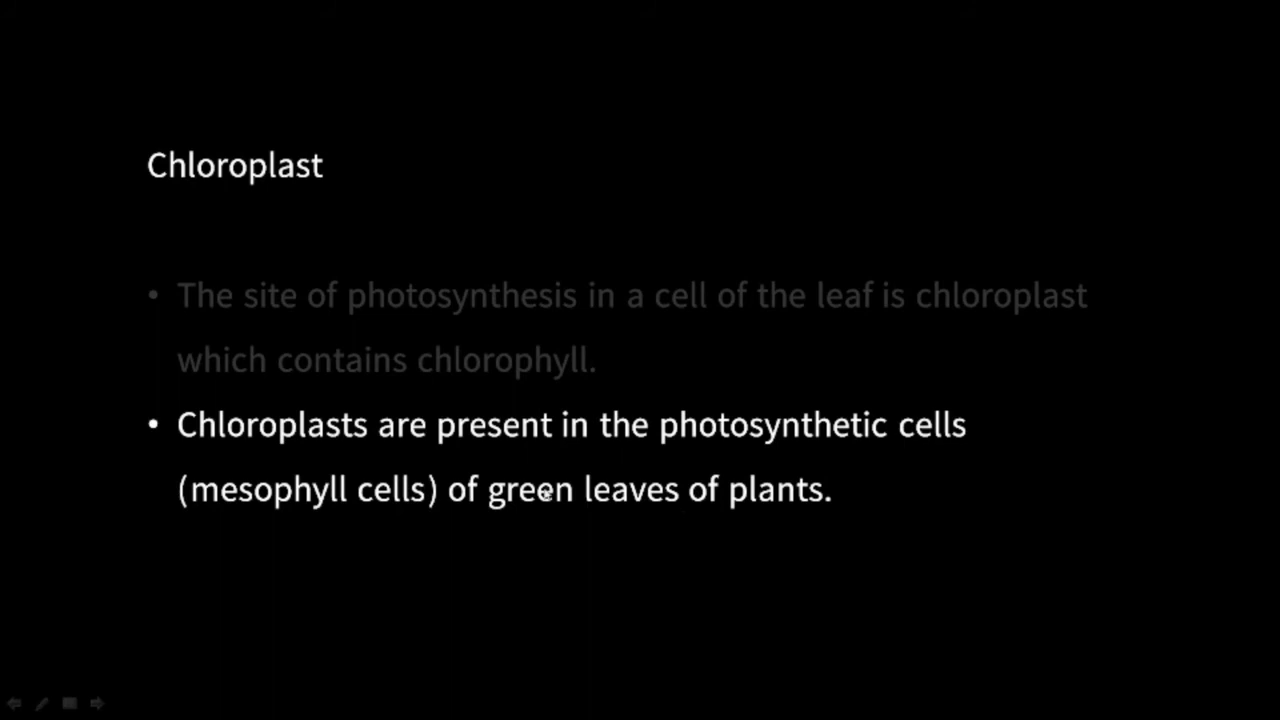 Chloroplast
• The site of photosynthesis in a cell of the leaf is chloroplast
which contains chlorophyll.
• Chloroplasts are present in the photosynthetic cells
(mesophyll cells) of green leaves of plants.